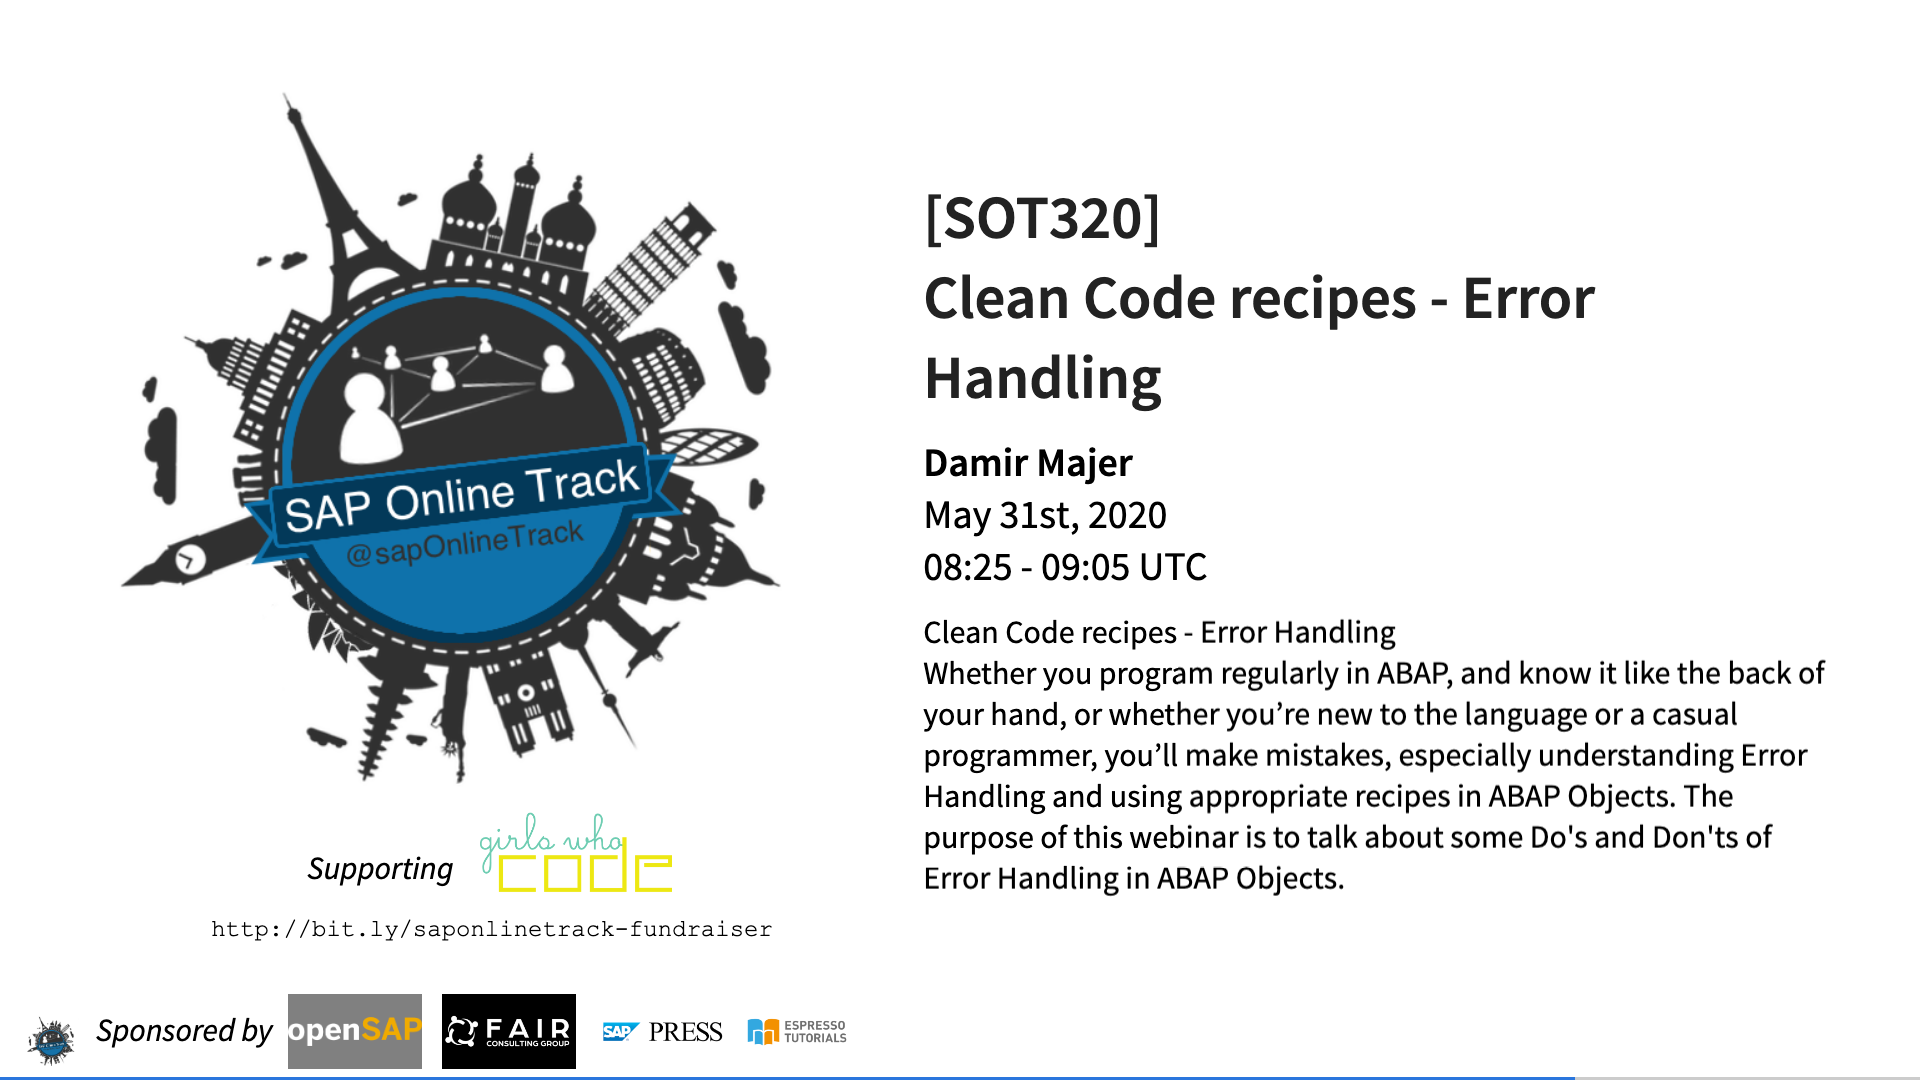 SAP Online Track
@sapOnlineTrack
Supporting
girls who
code
http://bit.ly/saponlinetrack-fundraiser
[SOT320]
Clean Code recipes - Error
Handling
Damir Majer
May 31st, 2020
08:25 - 09:05 UTC
Clean Code recipes - Error Handling
Whether you program regularly in ABAP, and know it like the back of
your hand, or whether you’re new to the language or a casual
programmer, you’ll make mistakes, especially understanding Error
Handling and using appropriate recipes in ABAP Objects. The
purpose of this webinar is to talk about some Do's and Don'ts of
Error Handling in ABAP Objects.
Sponsored by
openSAP
FAIR
CONSULTING GROUP
SAP PRESS
ESPRESSO
TUTORIALS